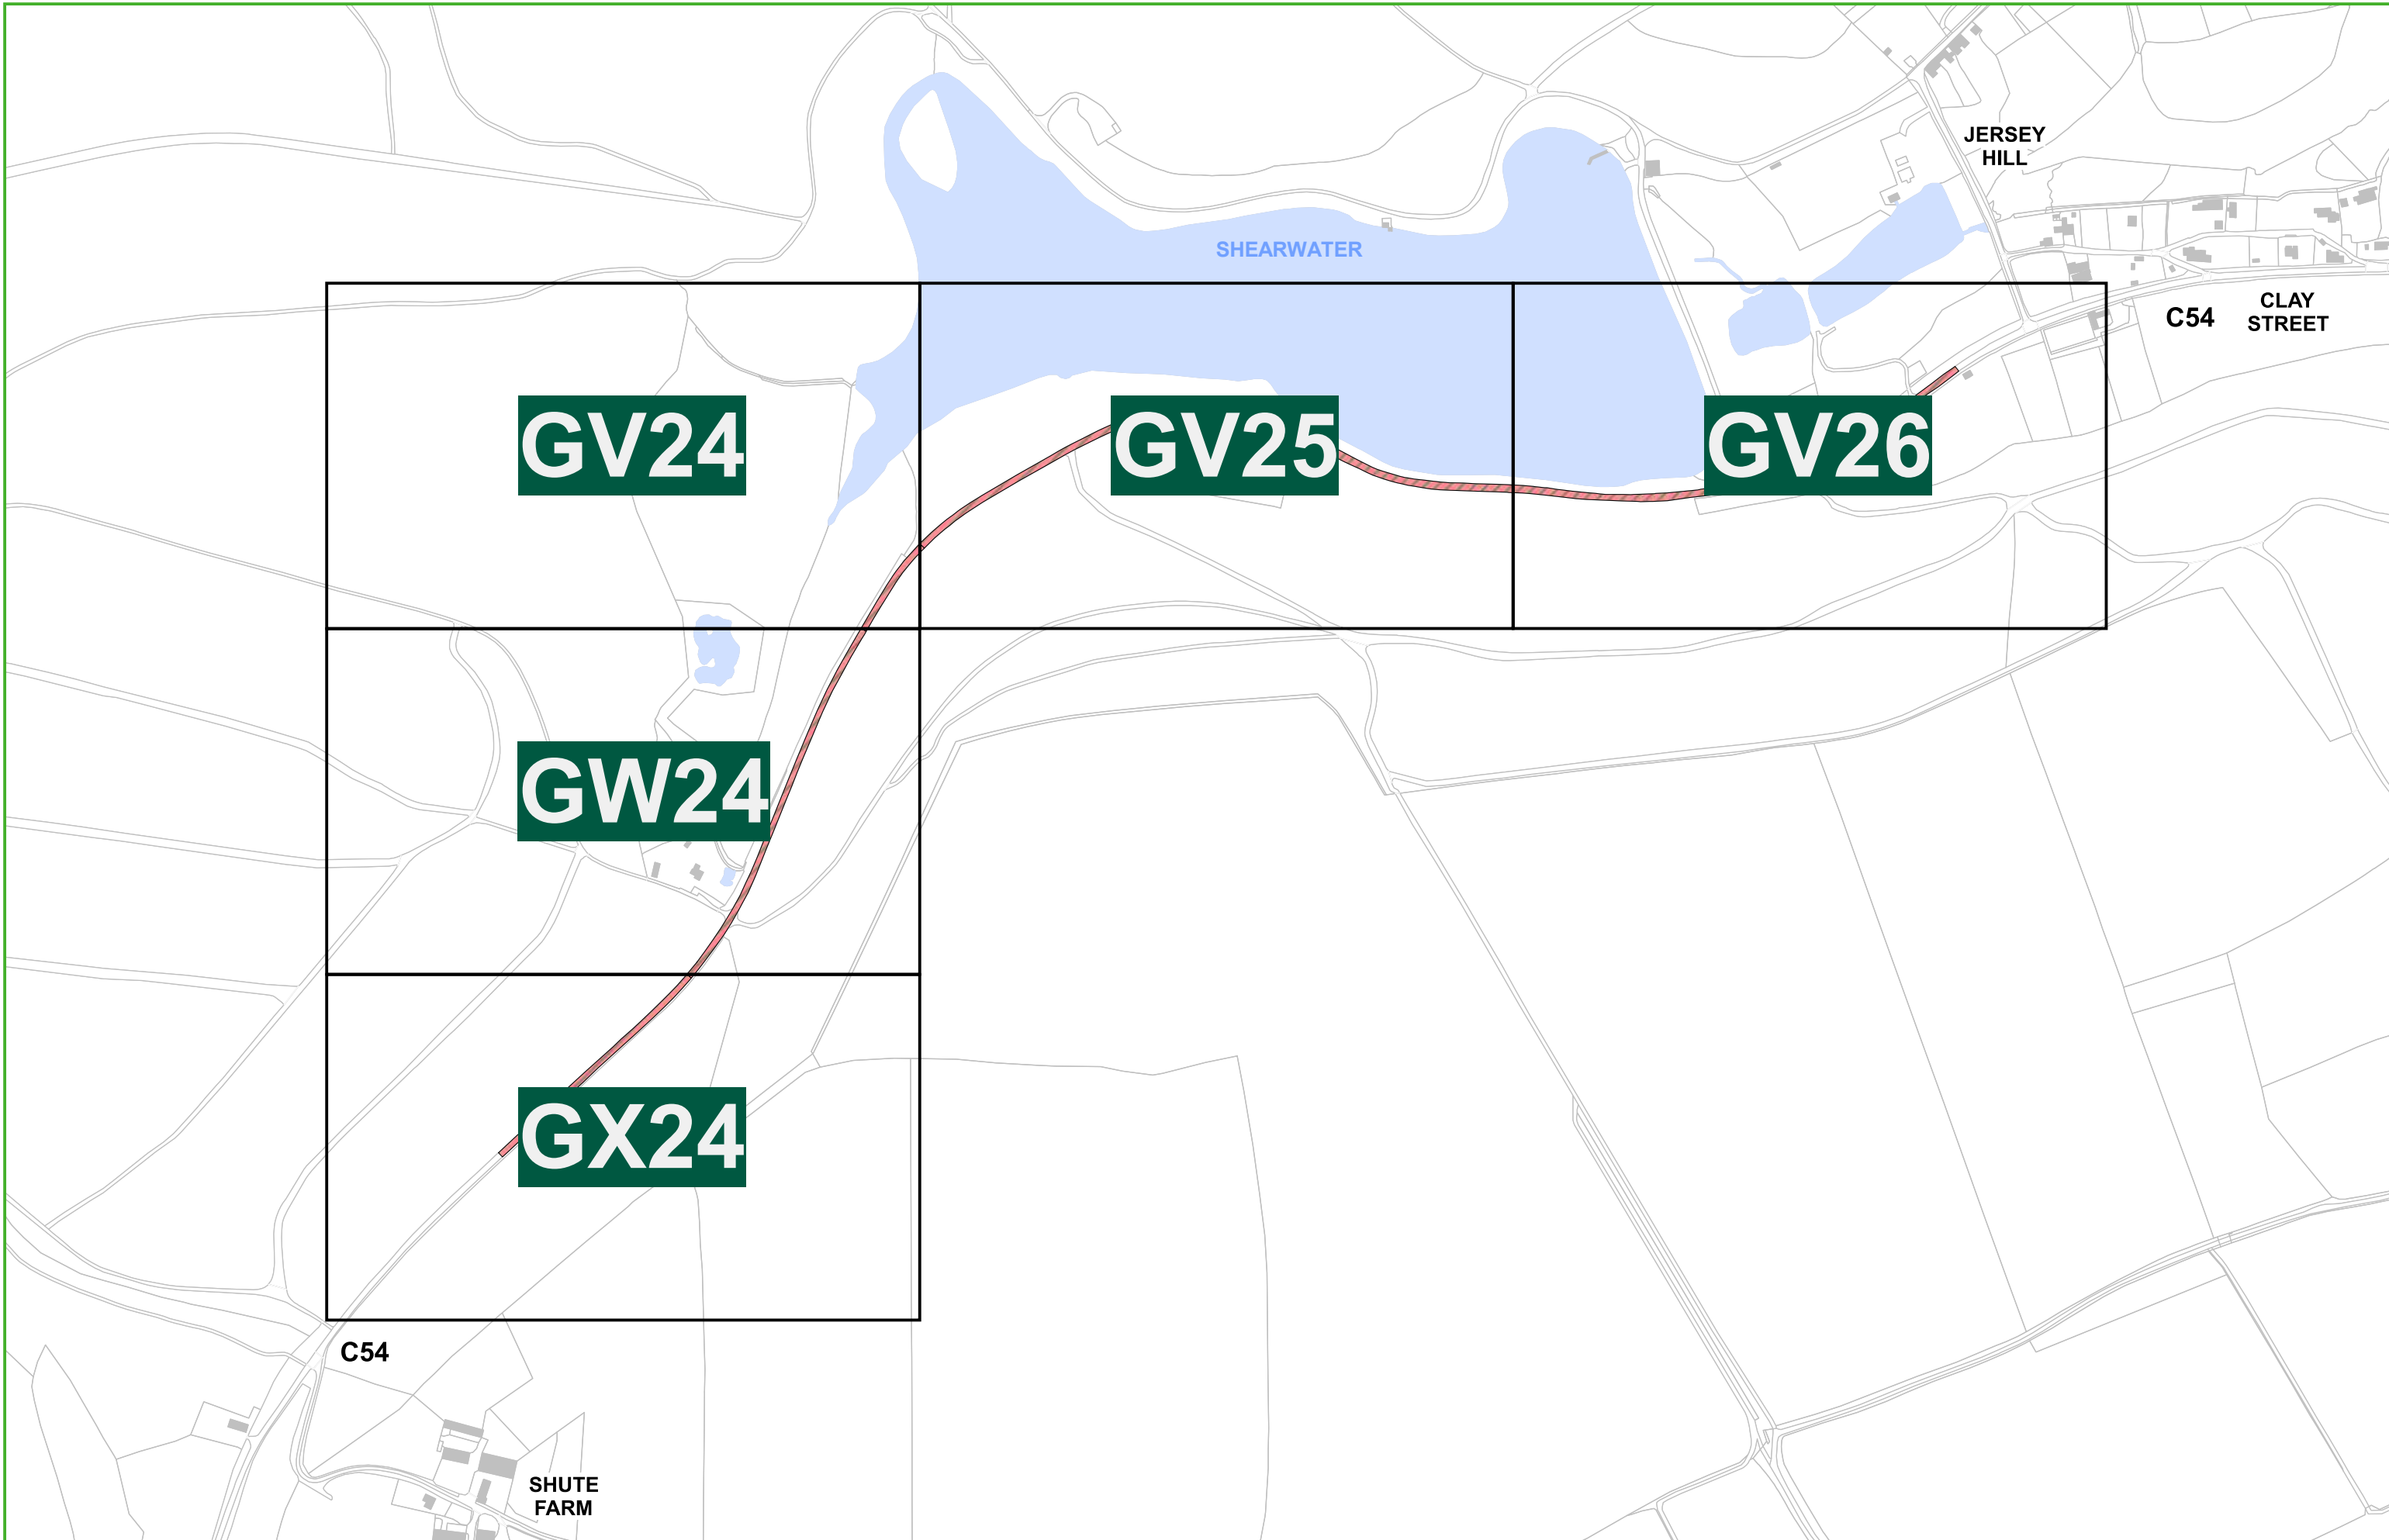 JERSEY
HILL
SHEARWATER
C54
CLAY
STREET
GV24
GV25
GV26
GW24
GX24
C54
SHUTE
FARM